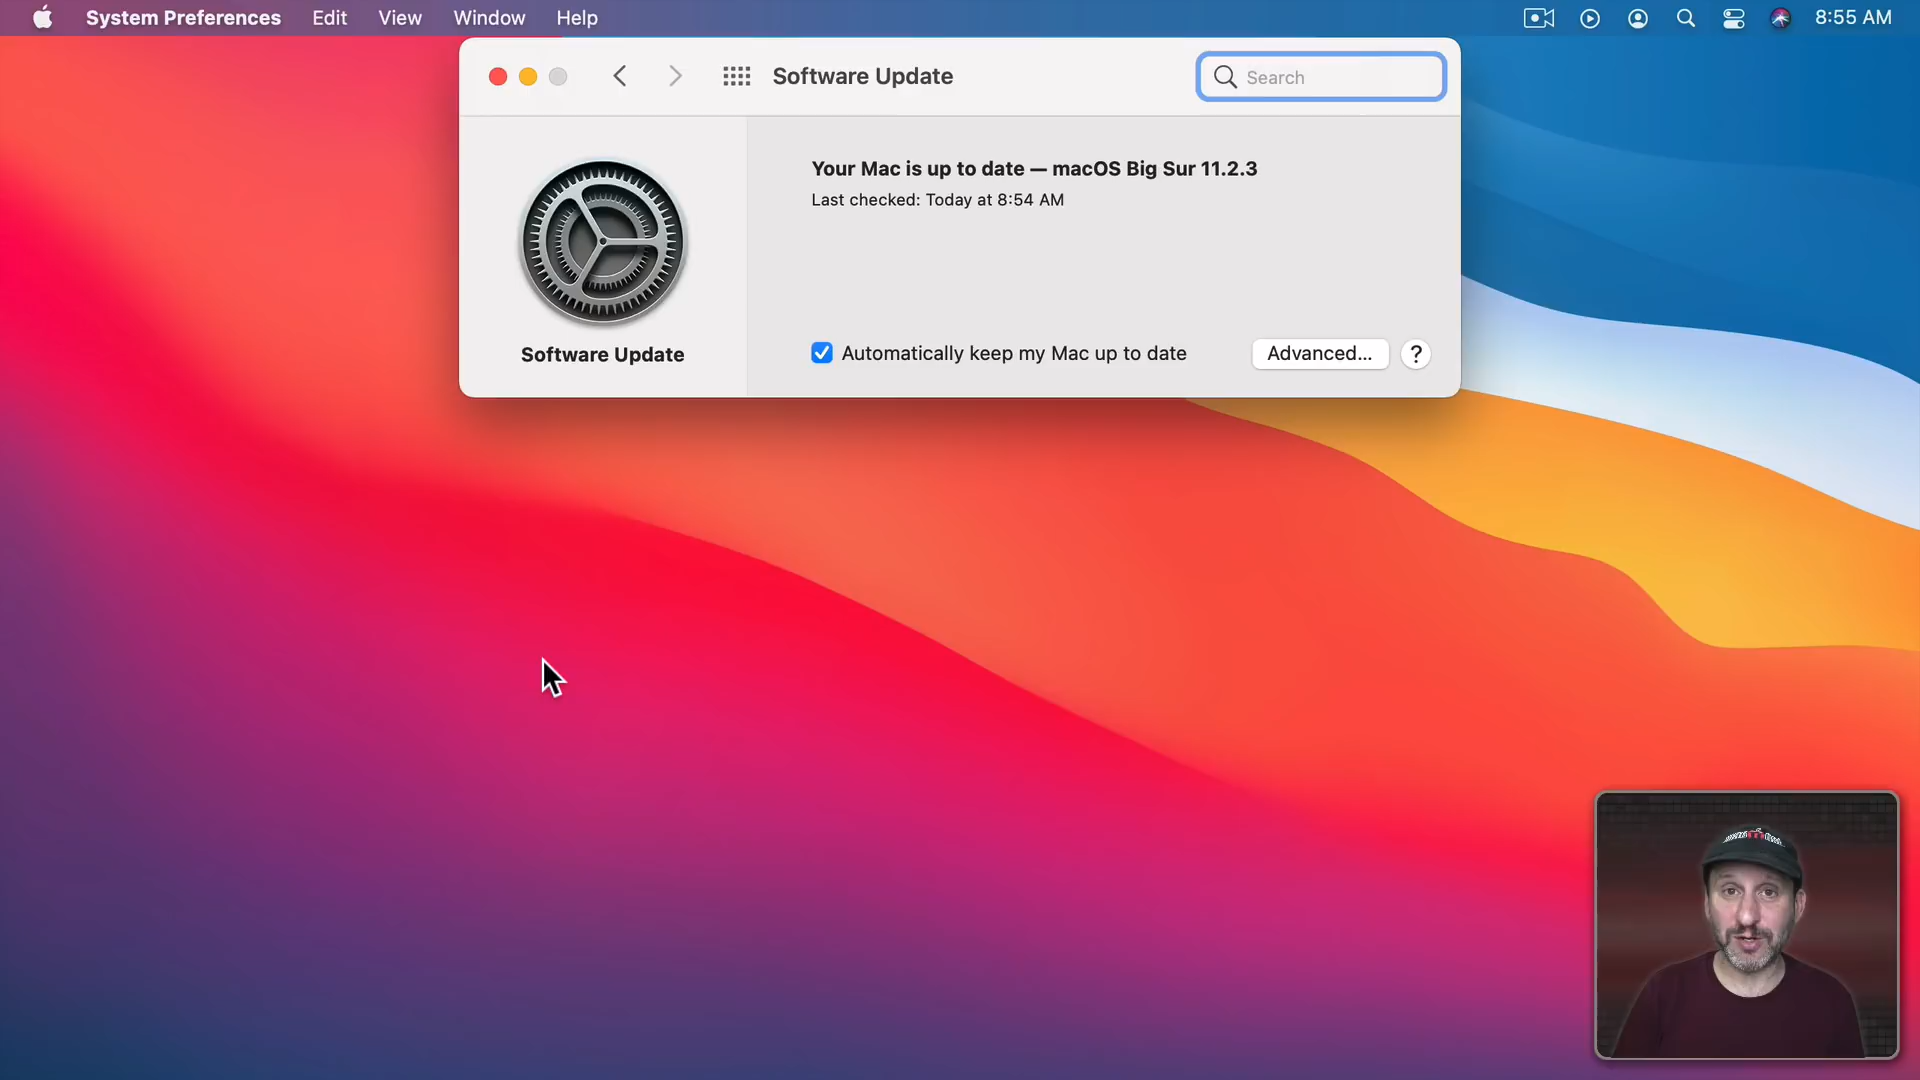 System Preferences Edit View Window Help 8:55 AM
Software Update
Search
Your Mac is up to date — macOS Big Sur 11.2.3
Last checked: Today at 8:54 AM
Software Update
Automatically keep my Mac up to date
Advanced...
?